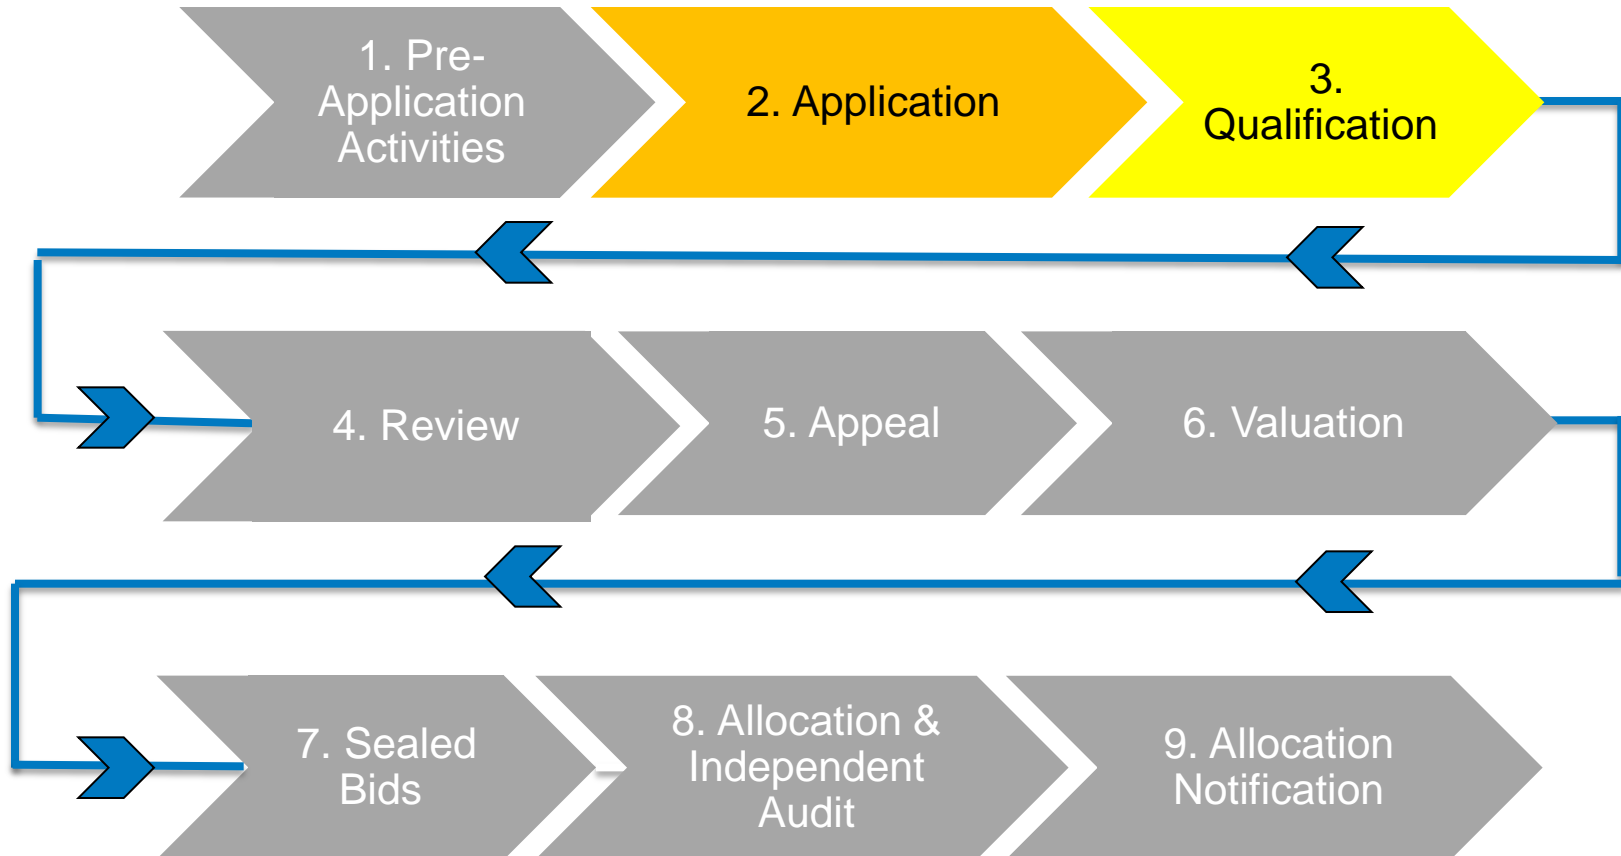 1. Pre-
Application
Activities
2. Application
3.
Qualification
4. Review
5. Appeal
6. Valuation
7. Sealed
Bids
8. Allocation &
Independent
Audit
9. Allocation
Notification